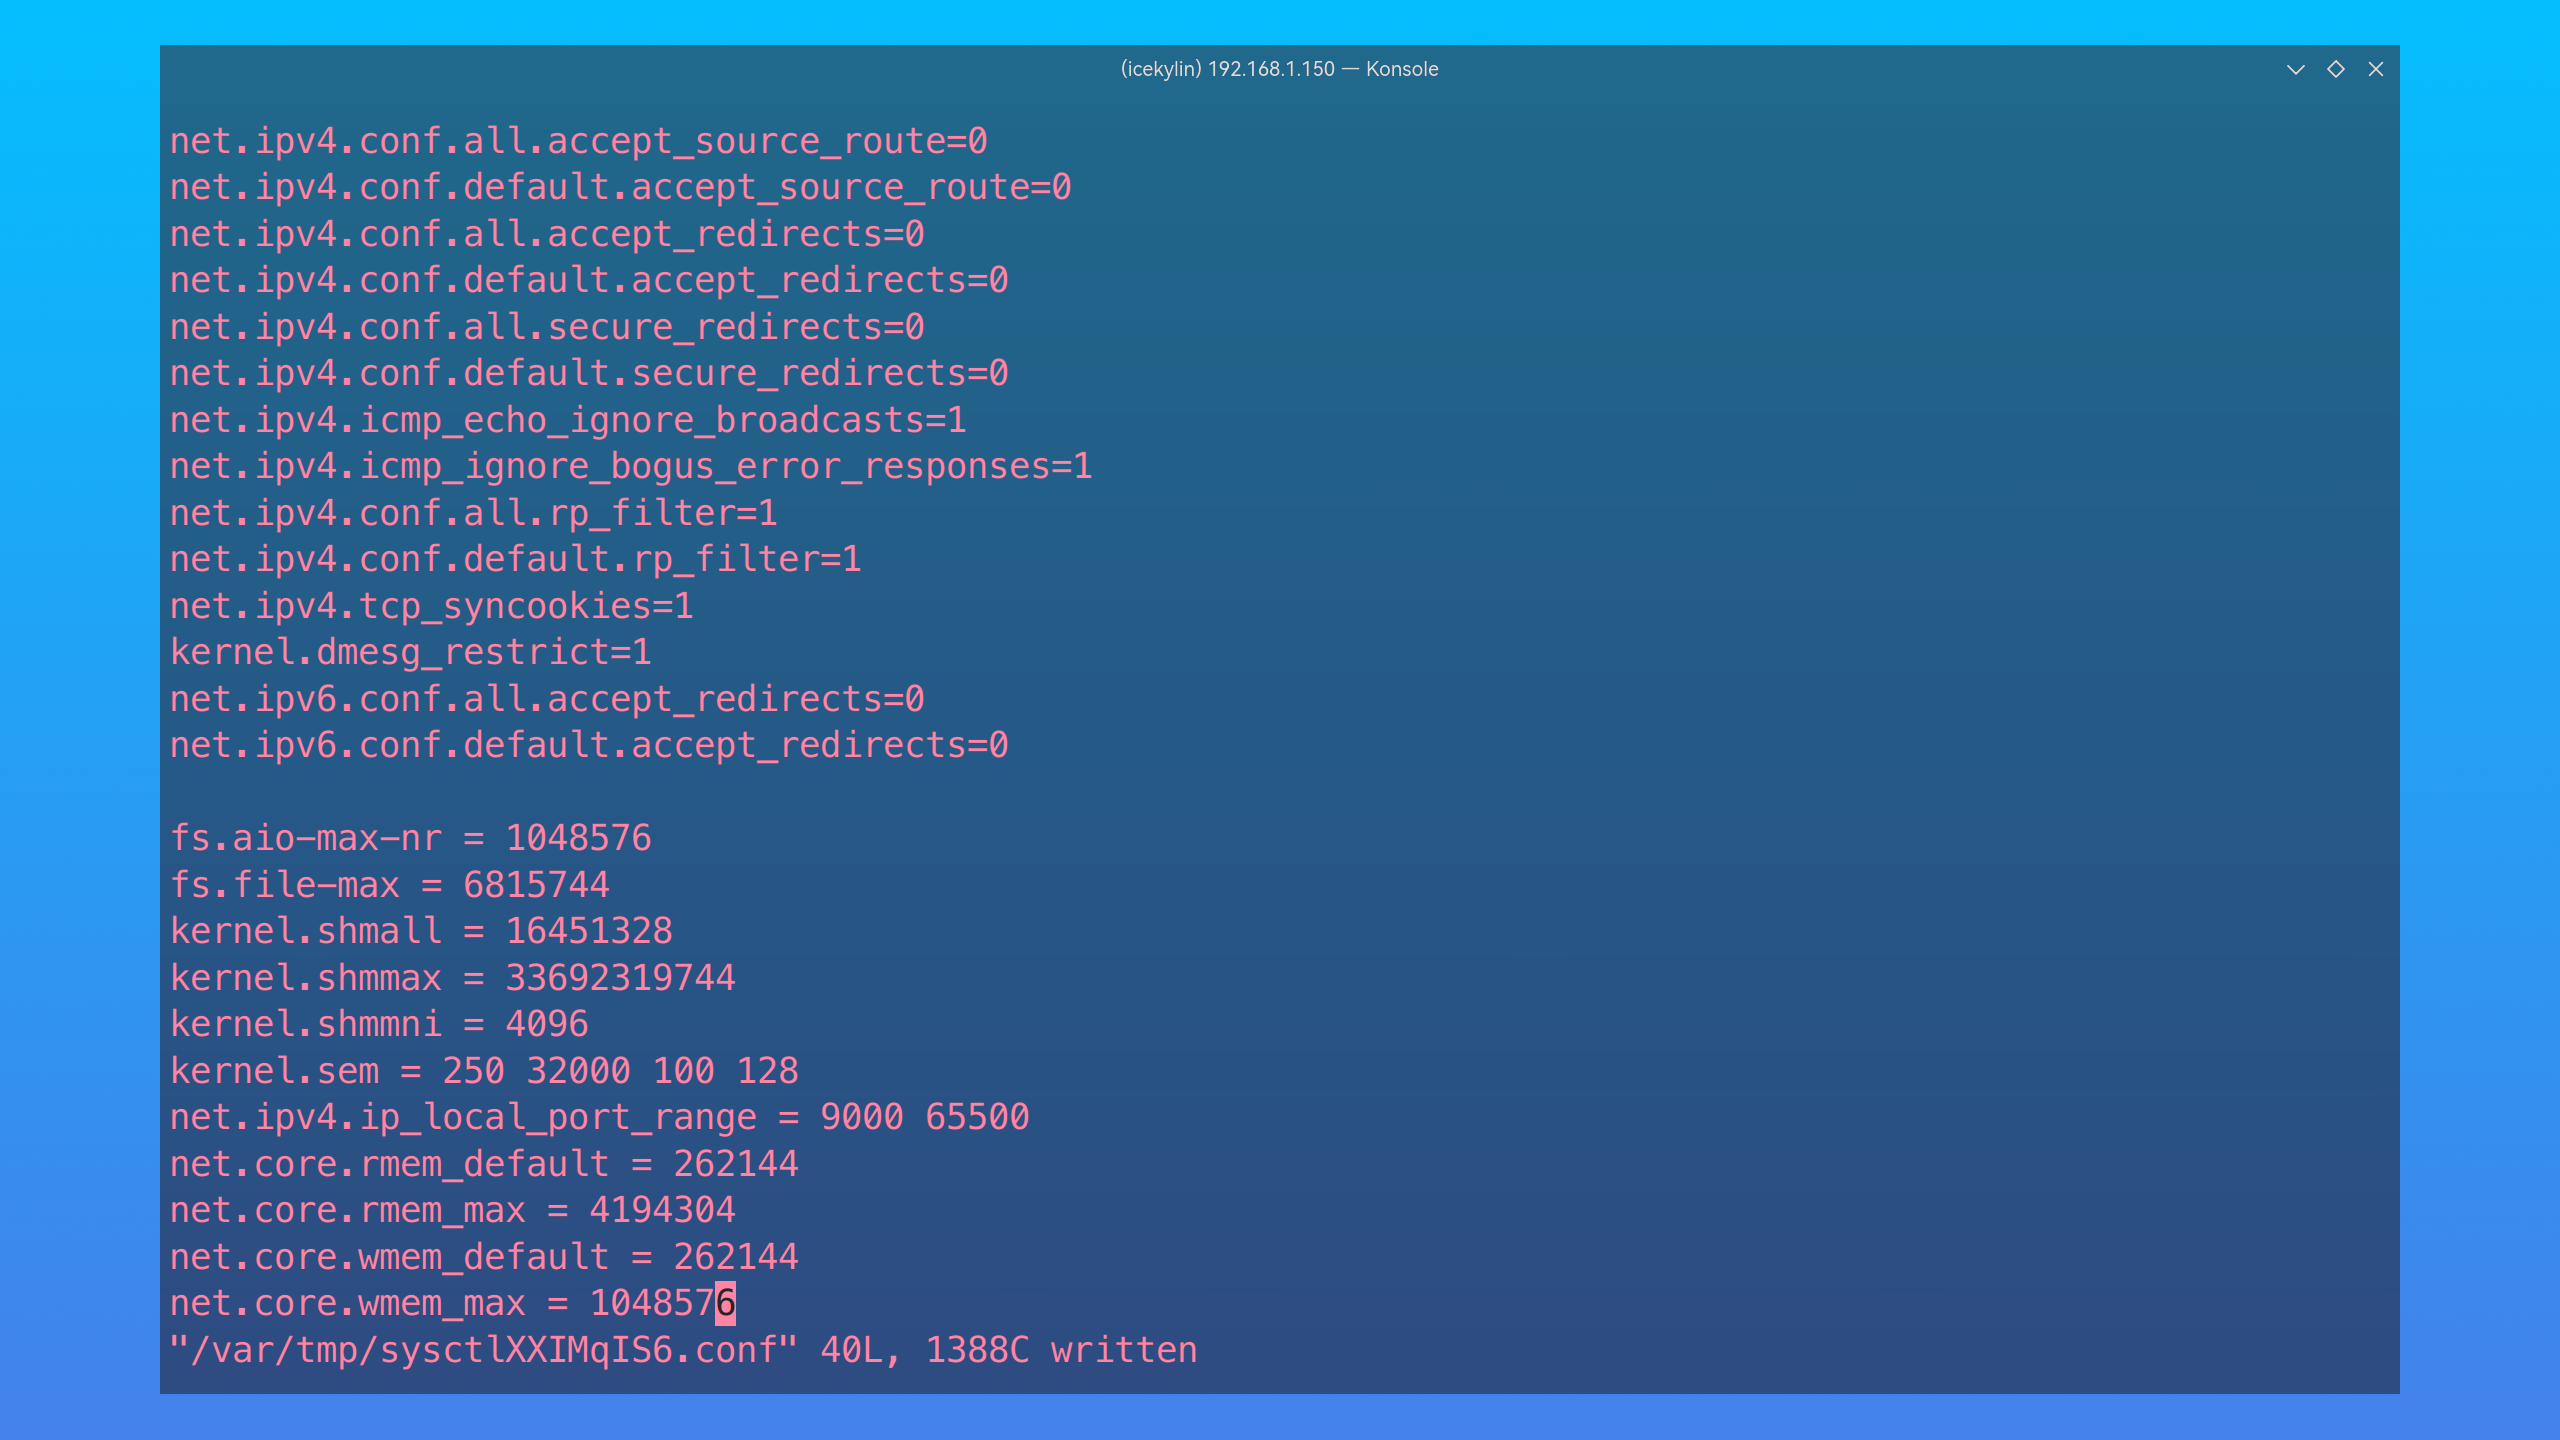 (icekylin) 192.168.1.150 — Konsole
net.ipv4.conf.all.accept_source_route=0
net.ipv4.conf.default.accept_source_route=0
net.ipv4.conf.all.accept_redirects=0
net.ipv4.conf.default.accept_redirects=0
net.ipv4.conf.all.secure_redirects=0
net.ipv4.conf.default.secure_redirects=0
net.ipv4.icmp_echo_ignore_broadcasts=1
net.ipv4.icmp_ignore_bogus_error_responses=1
net.ipv4.conf.all.rp_filter=1
net.ipv4.conf.default.rp_filter=1
net.ipv4.tcp_syncookies=1
kernel.dmesg_restrict=1
net.ipv6.conf.all.accept_redirects=0
net.ipv6.conf.default.accept_redirects=0
fs.aio-max-nr = 1048576
fs.file-max = 6815744
kernel.shmall = 16451328
kernel.shmmax = 33692319744
kernel.shmmni = 4096
kernel.sem = 250 32000 100 128
net.ipv4.ip_local_port_range = 9000 65500
net.core.rmem_default = 262144
net.core.rmem_max = 4194304
net.core.wmem_default = 262144
net.core.wmem_max = 1048576
"/var/tmp/sysctlXXIMqIS6.conf" 40L, 1388C written